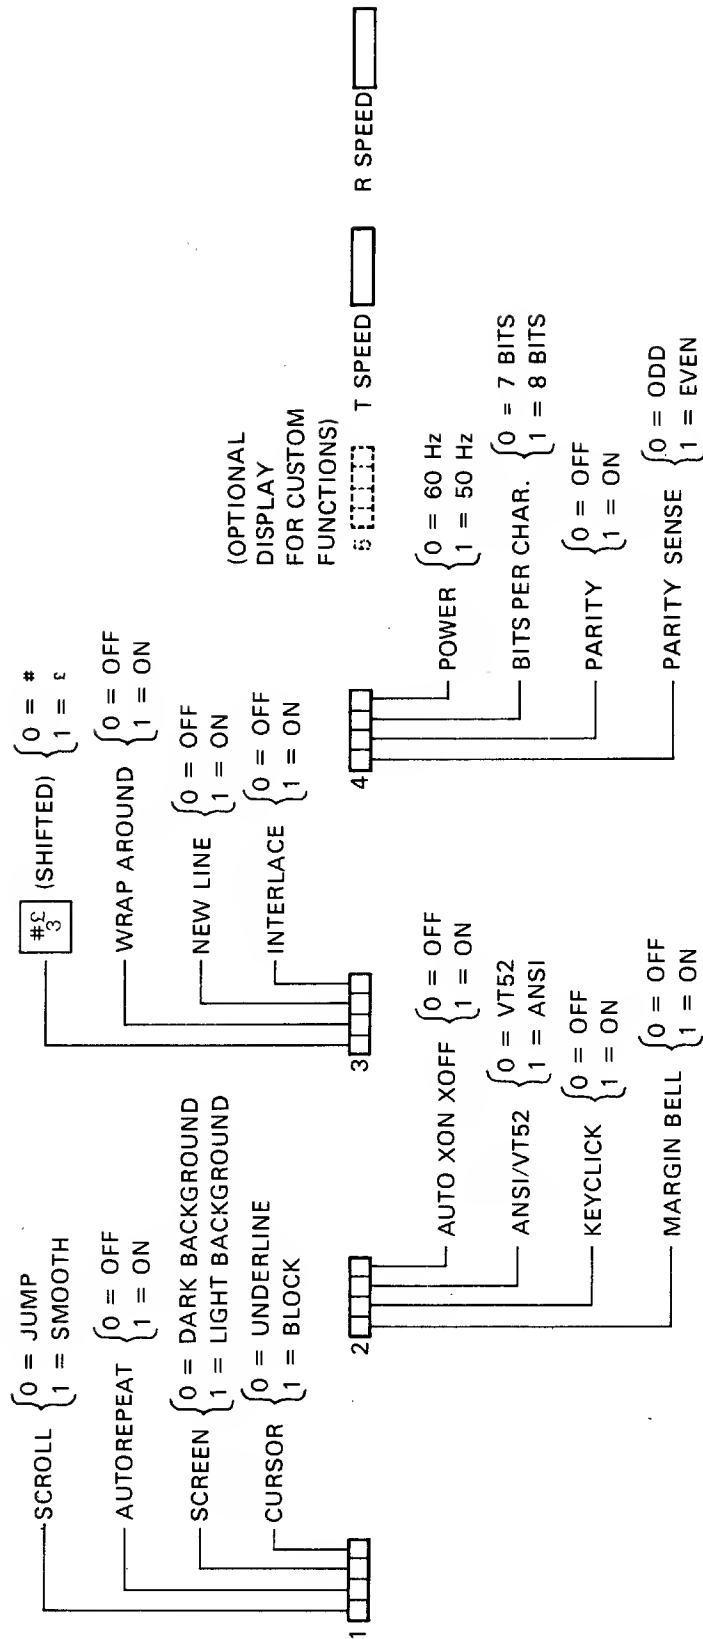 SCROLL
0 = JUMP
1 = SMOOTH
AUTOREPEAT
0 = OFF
1 = ON
SCREEN
0 = DARK BACKGROUND
1 = LIGHT BACKGROUND
CURSOR
0 = UNDERLINE
1 = BLOCK
1
2
AUTO XON XOFF
0 = OFF
1 = ON
ANSI/VT52
0 = VT52
1 = ANSI
KEYCLICK
0 = OFF
1 = ON
MARGIN BELL
0 = OFF
1 = ON
#£
3
(SHIFTED)
0 = #
1 = £
WRAP AROUND
0 = OFF
1 = ON
NEW LINE
0 = OFF
1 = ON
INTERLACE
0 = OFF
1 = ON
3
4
POWER
0 = 60 Hz
1 = 50 Hz
BITS PER CHAR.
0 = 7 BITS
1 = 8 BITS
PARITY
0 = OFF
1 = ON
PARITY SENSE
0 = ODD
1 = EVEN
(OPTIONAL
DISPLAY
FOR CUSTOM
FUNCTIONS)
5
T SPEED
R SPEED